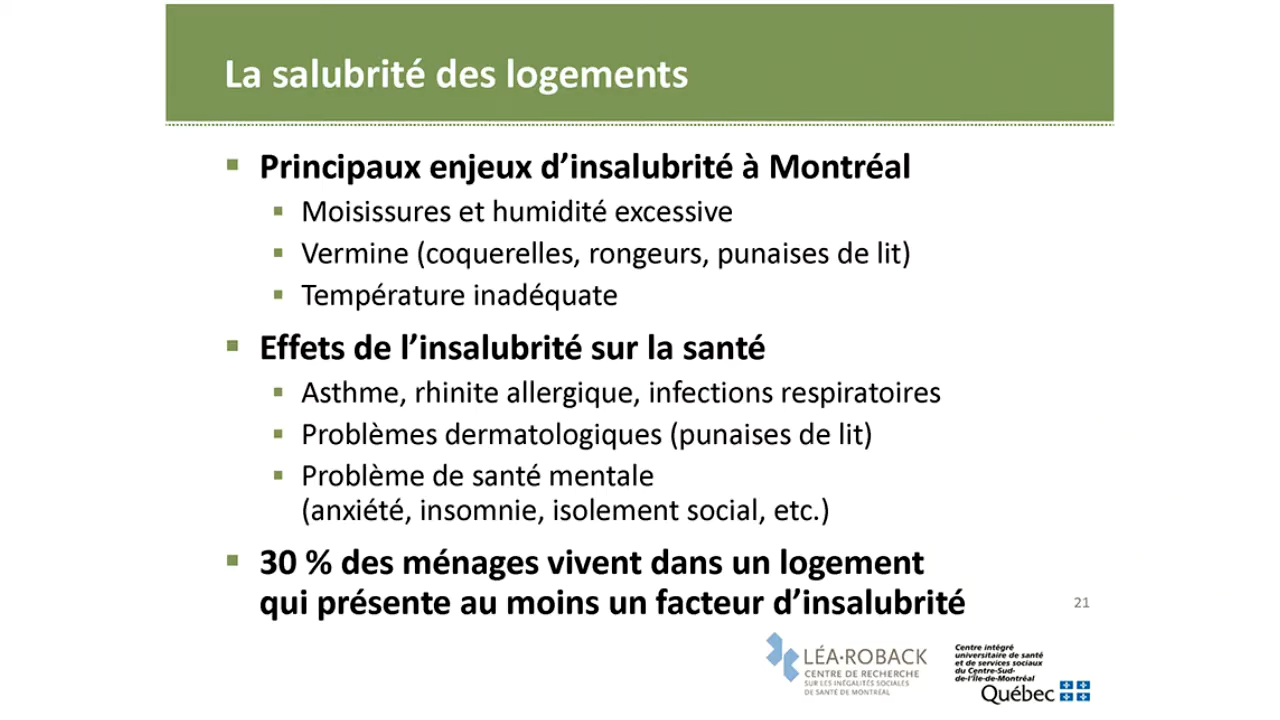 La salubrité des logements
Principaux enjeux d’insalubrité à Montréal
Moisissures et humidité excessive
Vermine (coquerelles, rongeurs, punaises de lit)
Température inadéquate
Effets de l’insalubrité sur la santé
Asthme, rhinite allergique, infections respiratoires
Problèmes dermatologiques (punaises de lit)
Problème de santé mentale
(anxiété, insomnie, isolement social, etc.)
30 % des ménages vivent dans un logement
qui présente au moins un facteur d’insalubrité
21
LÉA·ROBACK
CENTRE DE RECHERCHE
SUR LES INÉGALITÉS SOCIALES
DE SANTÉ DE MONTRÉAL
Centre intégré
universitaire de santé
et de services sociaux
du Centre-Sud-
de-l’Île-de-Montréal
Québec